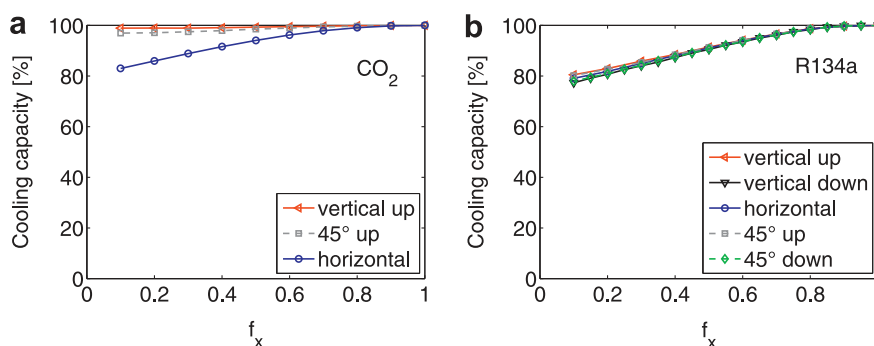 a
Cooling capacity [%]
100
80
60
40
20
0
CO2
vertical up
45° up
horizontal
0 0.2 0.4 0.6 0.8 1
fx
b
Cooling capacity [%]
100
80
60
40
20
0
R134a
vertical up
vertical down
horizontal
45° up
45° down
0 0.2 0.4 0.6 0.8
fx